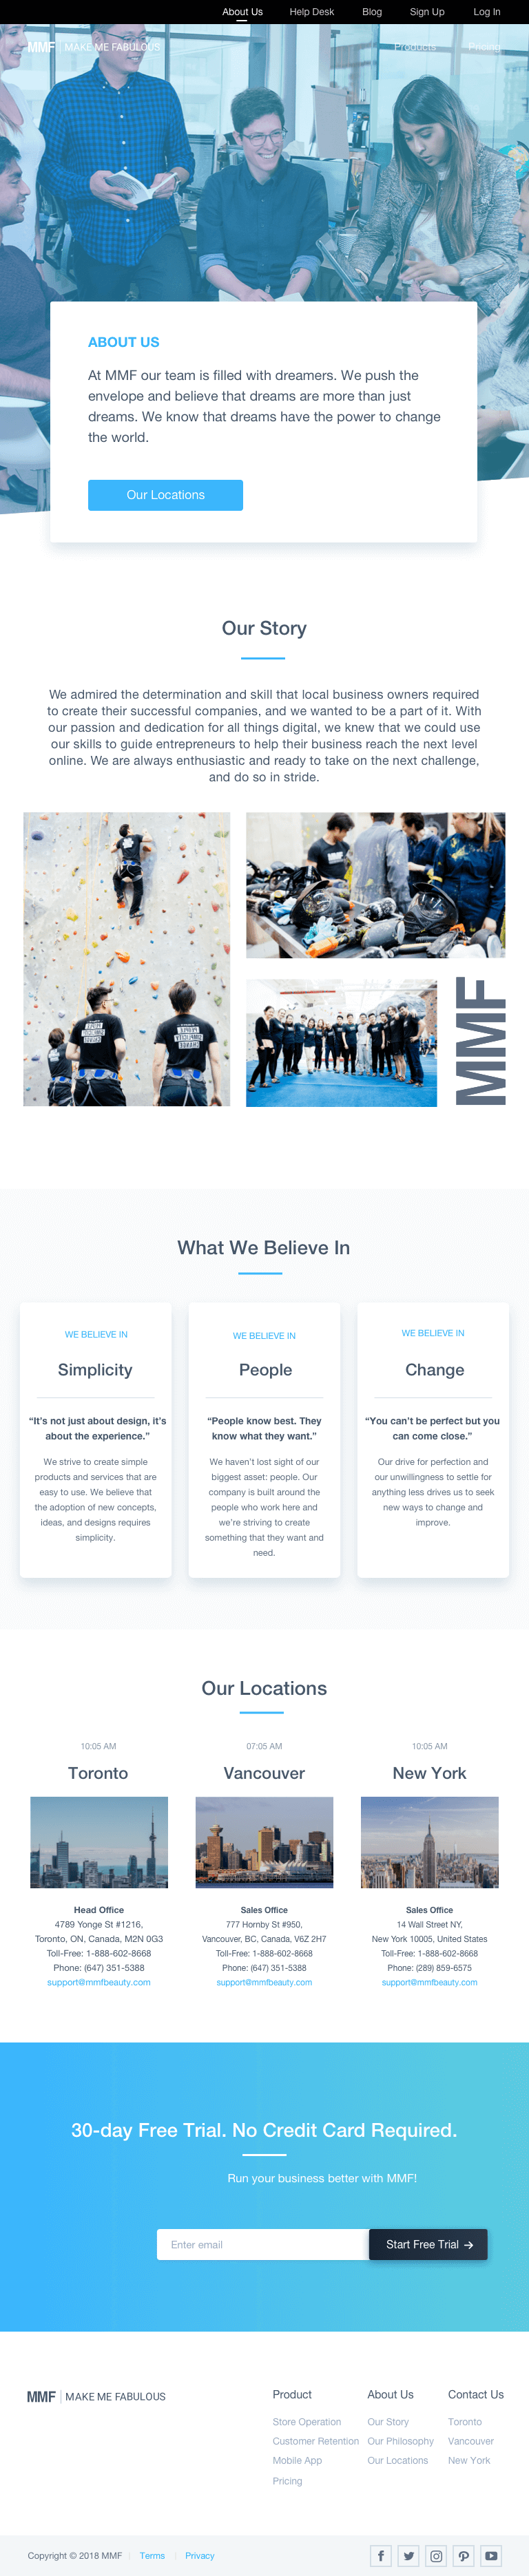 About Us Help Desk Blog Sign Up Log In
MMF MAKE ME FABULOUS Products Pricing
ABOUT US
At MMF our team is filled with dreamers. We push the
envelope and believe that dreams are more than just
dreams. We know that dreams have the power to change
the world.
Our Locations
Our Story
We admired the determination and skill that local business owners required
to create their successful companies, and we wanted to be a part of it. With
our passion and dedication for all things digital, we knew that we could use
our skills to guide entrepreneurs to help their business reach the next level
online. We are always enthusiastic and ready to take on the next challenge,
and do so in stride.
MMF
What We Believe In
WE BELIEVE IN
Simplicity
“It’s not just about design, it’s
about the experience.”
We strive to create simple
products and services that are
easy to use. We believe that
the adoption of new concepts,
ideas, and designs requires
simplicity.
WE BELIEVE IN
People
“People know best. They
know what they want.”
We haven’t lost sight of our
biggest asset: people. Our
company is built around the
people who work here and
we’re striving to create
something that they want and
need.
WE BELIEVE IN
Change
“You can’t be perfect but you
can come close.”
Our drive for perfection and
our unwillingness to settle for
anything less drives us to seek
new ways to change and
improve.
Our Locations
10:05 AM
Toronto
Head Office
4789 Yonge St #1216,
Toronto, ON, Canada, M2N 0G3
Toll-Free: 1-888-602-8668
Phone: (647) 351-5388
support@mmfbeauty.com
07:05 AM
Vancouver
Sales Office
777 Hornby St #950,
Vancouver, BC, Canada, V6Z 2H7
Toll-Free: 1-888-602-8668
Phone: (647) 351-5388
support@mmfbeauty.com
10:05 AM
New York
Sales Office
14 Wall Street NY,
New York 10005, United States
Toll-Free: 1-888-602-8668
Phone: (289) 859-6575
support@mmfbeauty.com
30-day Free Trial. No Credit Card Required.
Run your business better with MMF!
Enter email
Start Free Trial →
MMF MAKE ME FABULOUS
Product
Store Operation
Customer Retention
Mobile App
Pricing
About Us
Our Story
Our Philosophy
Our Locations
Contact Us
Toronto
Vancouver
New York
Copyright © 2018 MMF | Terms | Privacy